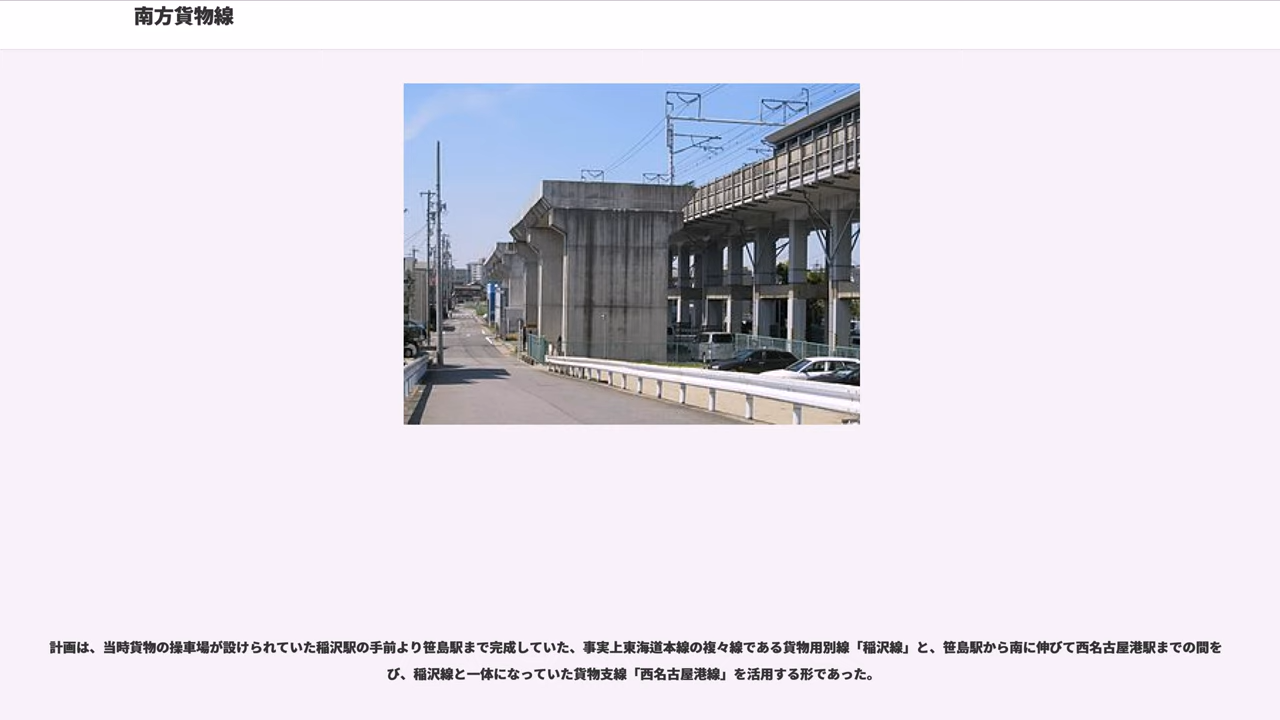 南方貨物線
計画は、当時貨物の操車場が設けられていた稲沢駅の手前より笹島駅まで完成していた、事実上東海道本線の複々線である貨物用別線「稲沢線」と、笹島駅から南に伸びて西名古屋港駅までの間を
び、稲沢線と一体になっていた貨物支線「西名古屋港線」を活用する形であった。